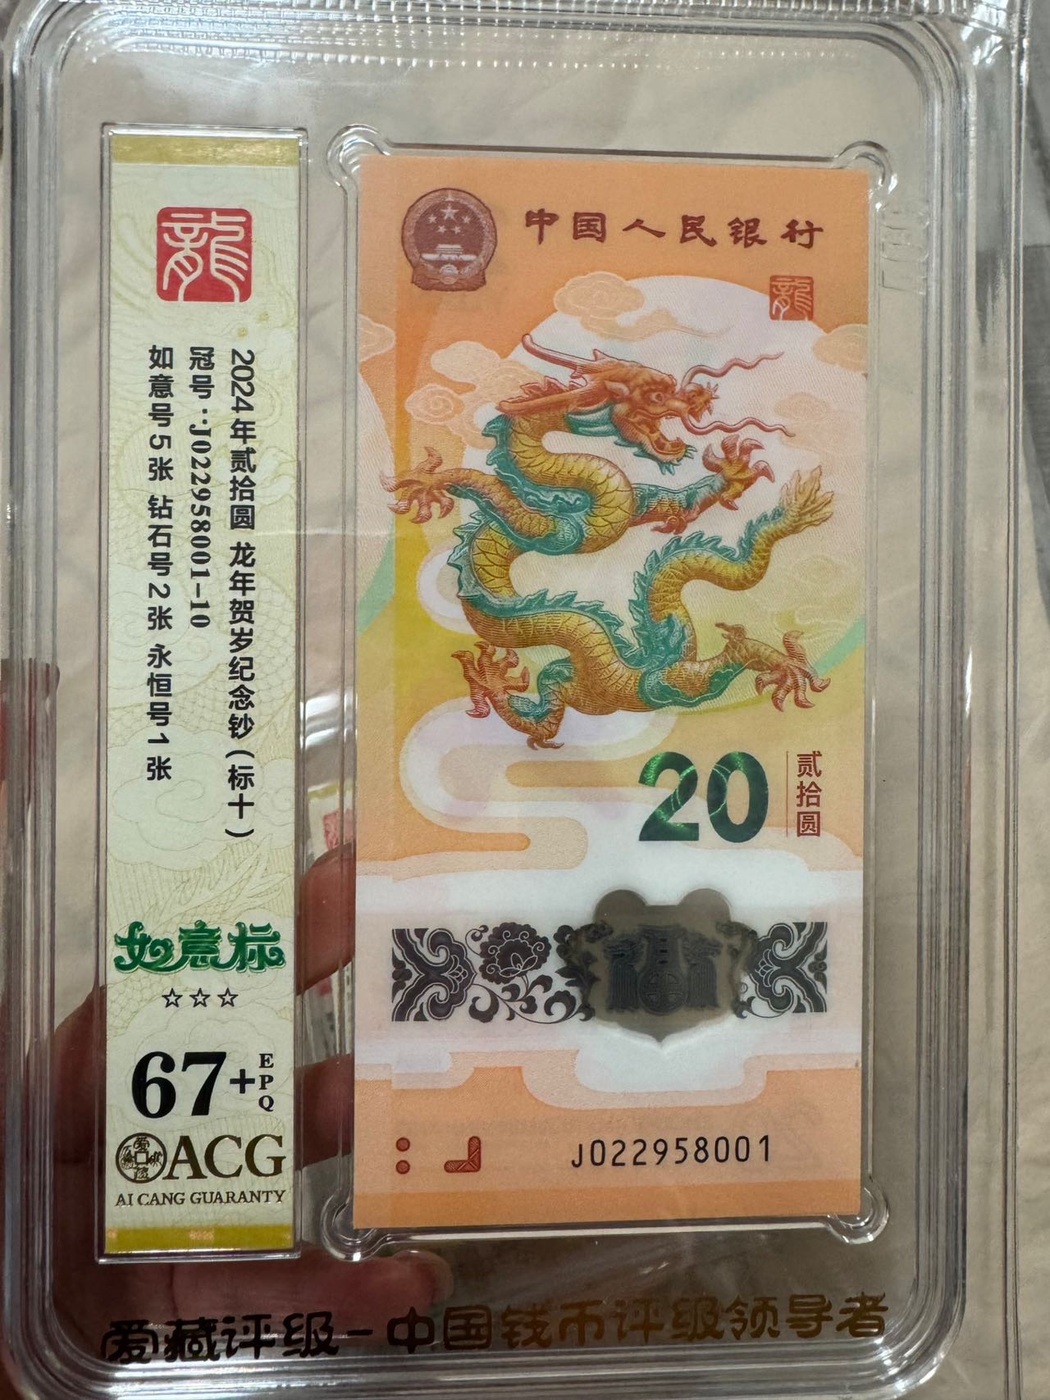 龍
2024年贰拾圆 龙年贺岁纪念钞(标十)
冠号:J022958001-10
如意号5张 钻石号2张 永恒号1张
如意标
☆☆☆
67+EPQ
ACG
AI CANG GUARANTY
中国人民银行
龍
20
贰拾圆
J022958001
爱藏评级-中国钱币评级领导者